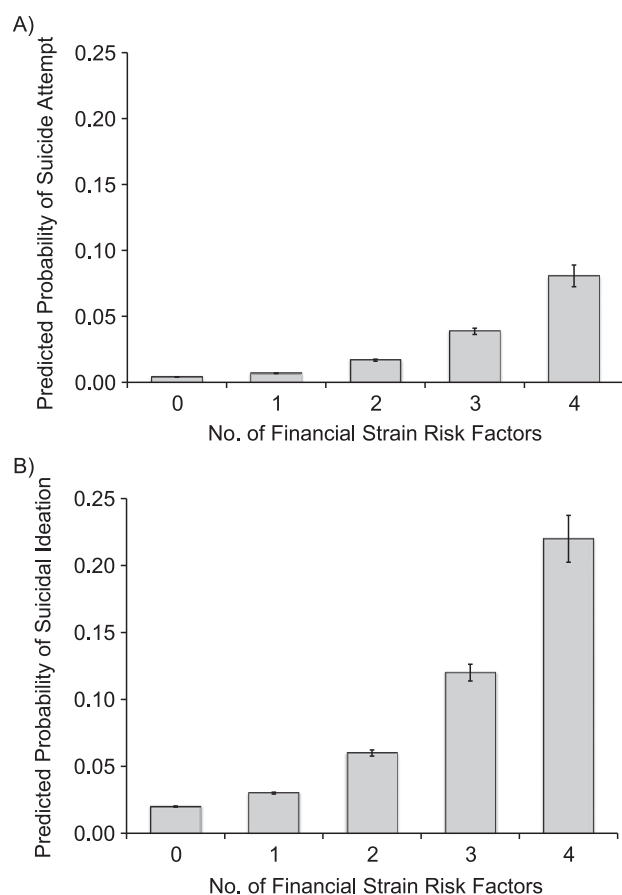 A)
Predicted Probability of Suicide Attempt
0.25
0.20
0.15
0.10
0.05
0.00
0 1 2 3 4
No. of Financial Strain Risk Factors
B)
Predicted Probability of Suicidal Ideation
0.25
0.20
0.15
0.10
0.05
0.00
0 1 2 3 4
No. of Financial Strain Risk Factors